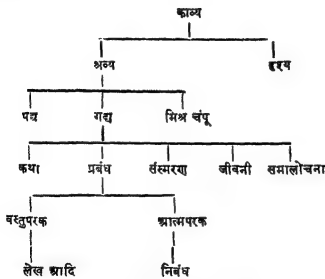 काव्य
श्रव्य दृश्य
पद्य गद्य मिश्र चंपू
कथा प्रबंध संस्मरण जीवनी समालोचना
वस्तुपरक आत्मपरक
लेख आदि निबंध